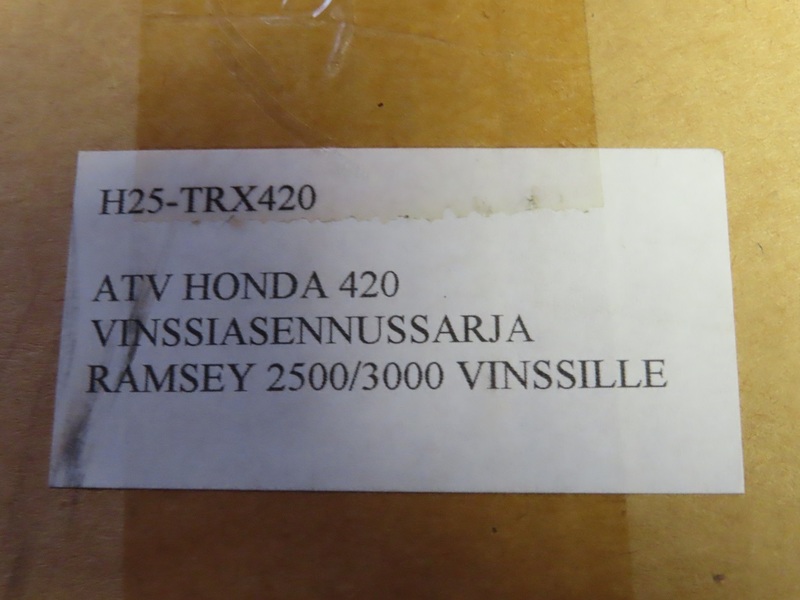 H25-TRX420
ATV HONDA 420
VINSSIASENNUSSARJA
RAMSEY 2500/3000 VINSSILLE